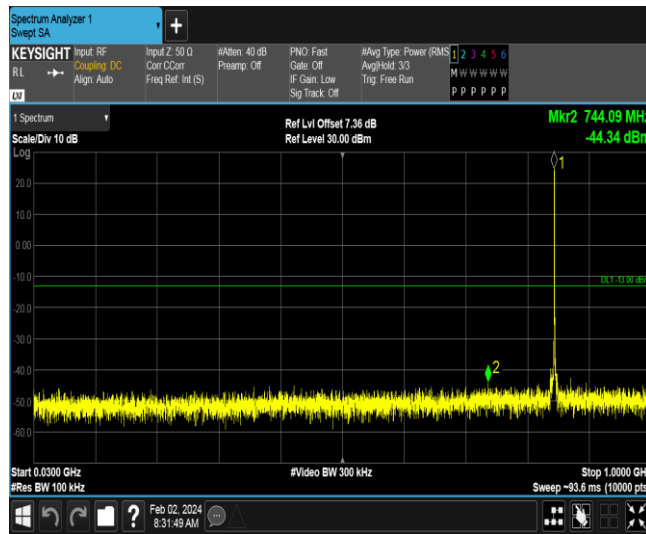 Spectrum Analyzer 1
Swept SA
KEYSIGHT
RL
LXI
Input: RF
Coupling: DC
Align: Auto
Input Z: 50 Ω
Corr CCorr
Freq Ref: Int (S)
#Atten: 40 dB
Preamp: Off
PNO: Fast
Gate: Off
IF Gain: Low
Sig Track: Off
#Avg Type: Power (RMS
Avg|Hold: 3/3
Trig: Free Run
1 2 3 4 5 6
M W W W W W
P P P P P P
1 Spectrum
Scale/Div 10 dB
Log
Ref Lvl Offset 7.36 dB
Ref Level 30.00 dBm
Mkr2 744.09 MHz
-44.34 dBm
1
20.0
10.0
0.00
-10.0
DL1 -13.00 dBm
-20.0
-30.0
-40.0
2
-50.0
-60.0
Start 0.0300 GHz
#Res BW 100 kHz
#Video BW 300 kHz
Stop 1.0000 GH
Sweep ~93.6 ms (10000 pts
?
Feb 02, 2024
8:31:49 AM